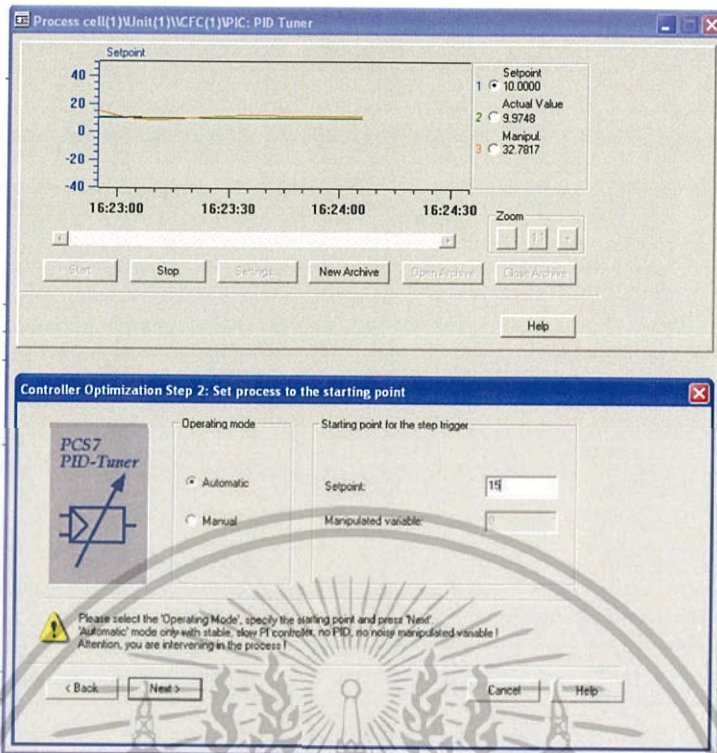 Process cell(1)\Unit(1)\\CFC(1)\PIC: PID Tuner
Setpoint
40
20
0
-20
-40
16:23:00
16:23:30
16:24:00
16:24:30
Setpoint
1 10.0000
Actual Value
2 9.9748
Manipul.
3 32.7817
Zoom
- 1:1 +
Start
Stop
Settings...
New Archive
Open Archive
Close Archive
Help
Controller Optimization Step 2: Set process to the starting point
PCS7
PID-Tuner
Operating mode
Automatic
Manual
Starting point for the step trigger
Setpoint:
15
Manipulated variable:
0
Please select the 'Operating Mode', specify the starting point and press 'Next'.
'Automatic' mode only with stable, slow PI controller, no PID, no noisy manipulated variable !
Attention, you are intervening in the process !
< Back
Next >
Cancel
Help